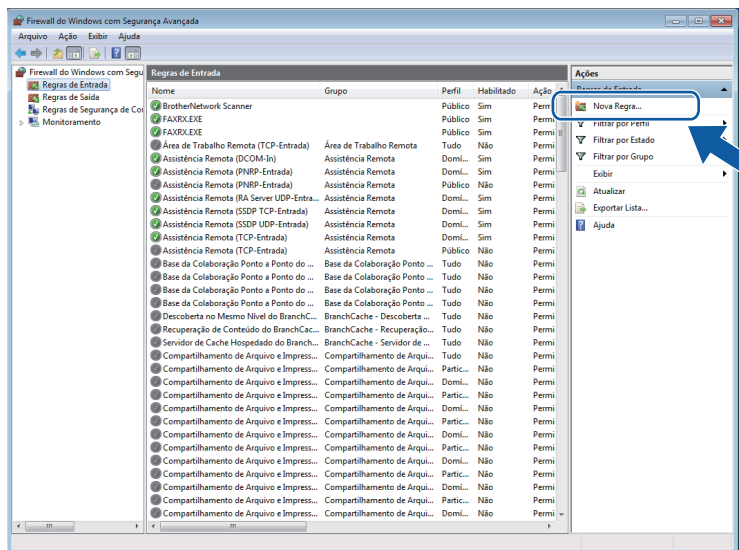 Firewall do Windows com Segurança Avançada
Arquivo Ação Exibir Ajuda
Firewall do Windows com Segu
Regras de Entrada
Regras de Saída
Regras de Segurança de Co
Monitoramento
Regras de Entrada
Nome Grupo Perfil Habilitado Ação
BrotherNetwork Scanner Público Sim Perm
FAXRX.EXE Público Sim Permi
FAXRX.EXE Público Sim Permi
Área de Trabalho Remota (TCP-Entrada) Área de Trabalho Remota Tudo Não Permi
Assistência Remota (DCOM-In) Assistência Remota Domí... Sim Permi
Assistência Remota (PNRP-Entrada) Assistência Remota Domí... Sim Permi
Assistência Remota (PNRP-Entrada) Assistência Remota Público Não Permi
Assistência Remota (RA Server UDP-Entra... Assistência Remota Domí... Sim Permi
Assistência Remota (SSDP TCP-Entrada) Assistência Remota Domí... Sim Permi
Assistência Remota (SSDP UDP-Entrada) Assistência Remota Domí... Sim Permi
Assistência Remota (TCP-Entrada) Assistência Remota Domí... Sim Permi
Assistência Remota (TCP-Entrada) Assistência Remota Público Não Permi
Base da Colaboração Ponto a Ponto do ... Base da Colaboração Ponto ... Tudo Não Permi
Base da Colaboração Ponto a Ponto do ... Base da Colaboração Ponto ... Tudo Não Permi
Base da Colaboração Ponto a Ponto do ... Base da Colaboração Ponto ... Tudo Não Permi
Base da Colaboração Ponto a Ponto do ... Base da Colaboração Ponto ... Tudo Não Permi
Descoberta no Mesmo Nível do BranchC... BranchCache - Descoberta ... Tudo Não Permi
Recuperação de Conteúdo do BranchCac... BranchCache - Recuperação... Tudo Não Permi
Servidor de Cache Hospedado do Branch... BranchCache - Servidor de ... Tudo Não Permi
Compartilhamento de Arquivo e Impress... Compartilhamento de Arqui... Tudo Não Permi
Compartilhamento de Arquivo e Impress... Compartilhamento de Arqui... Partic... Não Permi
Compartilhamento de Arquivo e Impress... Compartilhamento de Arqui... Domí... Não Permi
Compartilhamento de Arquivo e Impress... Compartilhamento de Arqui... Partic... Não Permi
Compartilhamento de Arquivo e Impress... Compartilhamento de Arqui... Domí... Não Permi
Compartilhamento de Arquivo e Impress... Compartilhamento de Arqui... Partic... Não Permi
Compartilhamento de Arquivo e Impress... Compartilhamento de Arqui... Domí... Não Permi
Compartilhamento de Arquivo e Impress... Compartilhamento de Arqui... Partic... Não Permi
Compartilhamento de Arquivo e Impress... Compartilhamento de Arqui... Domí... Não Permi
Compartilhamento de Arquivo e Impress... Compartilhamento de Arqui... Partic... Não Permi
Compartilhamento de Arquivo e Impress... Compartilhamento de Arqui... Domí... Não Permi
Compartilhamento de Arquivo e Impress... Compartilhamento de Arqui... Partic... Não Permi
Compartilhamento de Arquivo e Impress... Compartilhamento de Arqui... Domí... Não Permi
Ações
Regras de Entrada
Nova Regra...
Filtrar por Perfil
Filtrar por Estado
Filtrar por Grupo
Exibir
Atualizar
Exportar Lista...
Ajuda